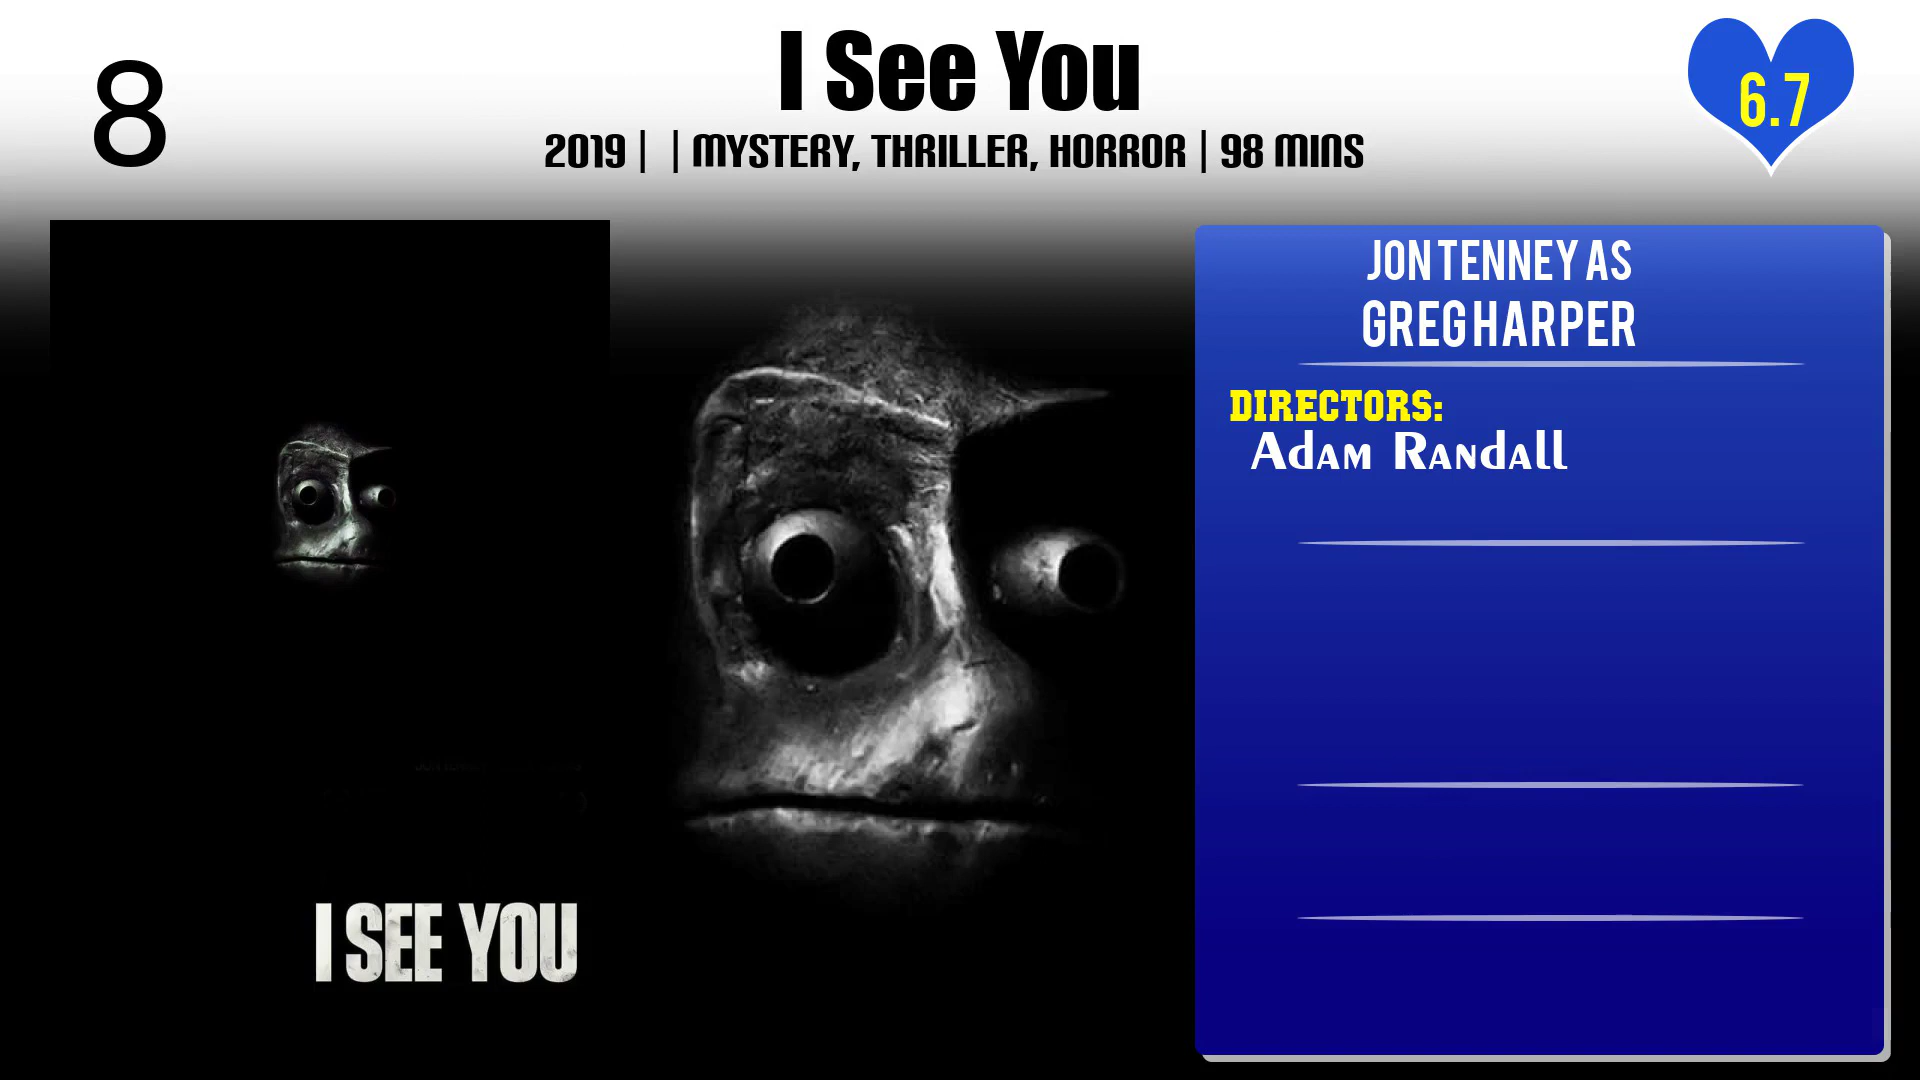 8
I See You
2019 | | MYSTERY, THRILLER, HORROR | 98 MINS
6.7
JON TENNEY AS
GREG HARPER
DIRECTORS:
Adam Randall
I SEE YOU